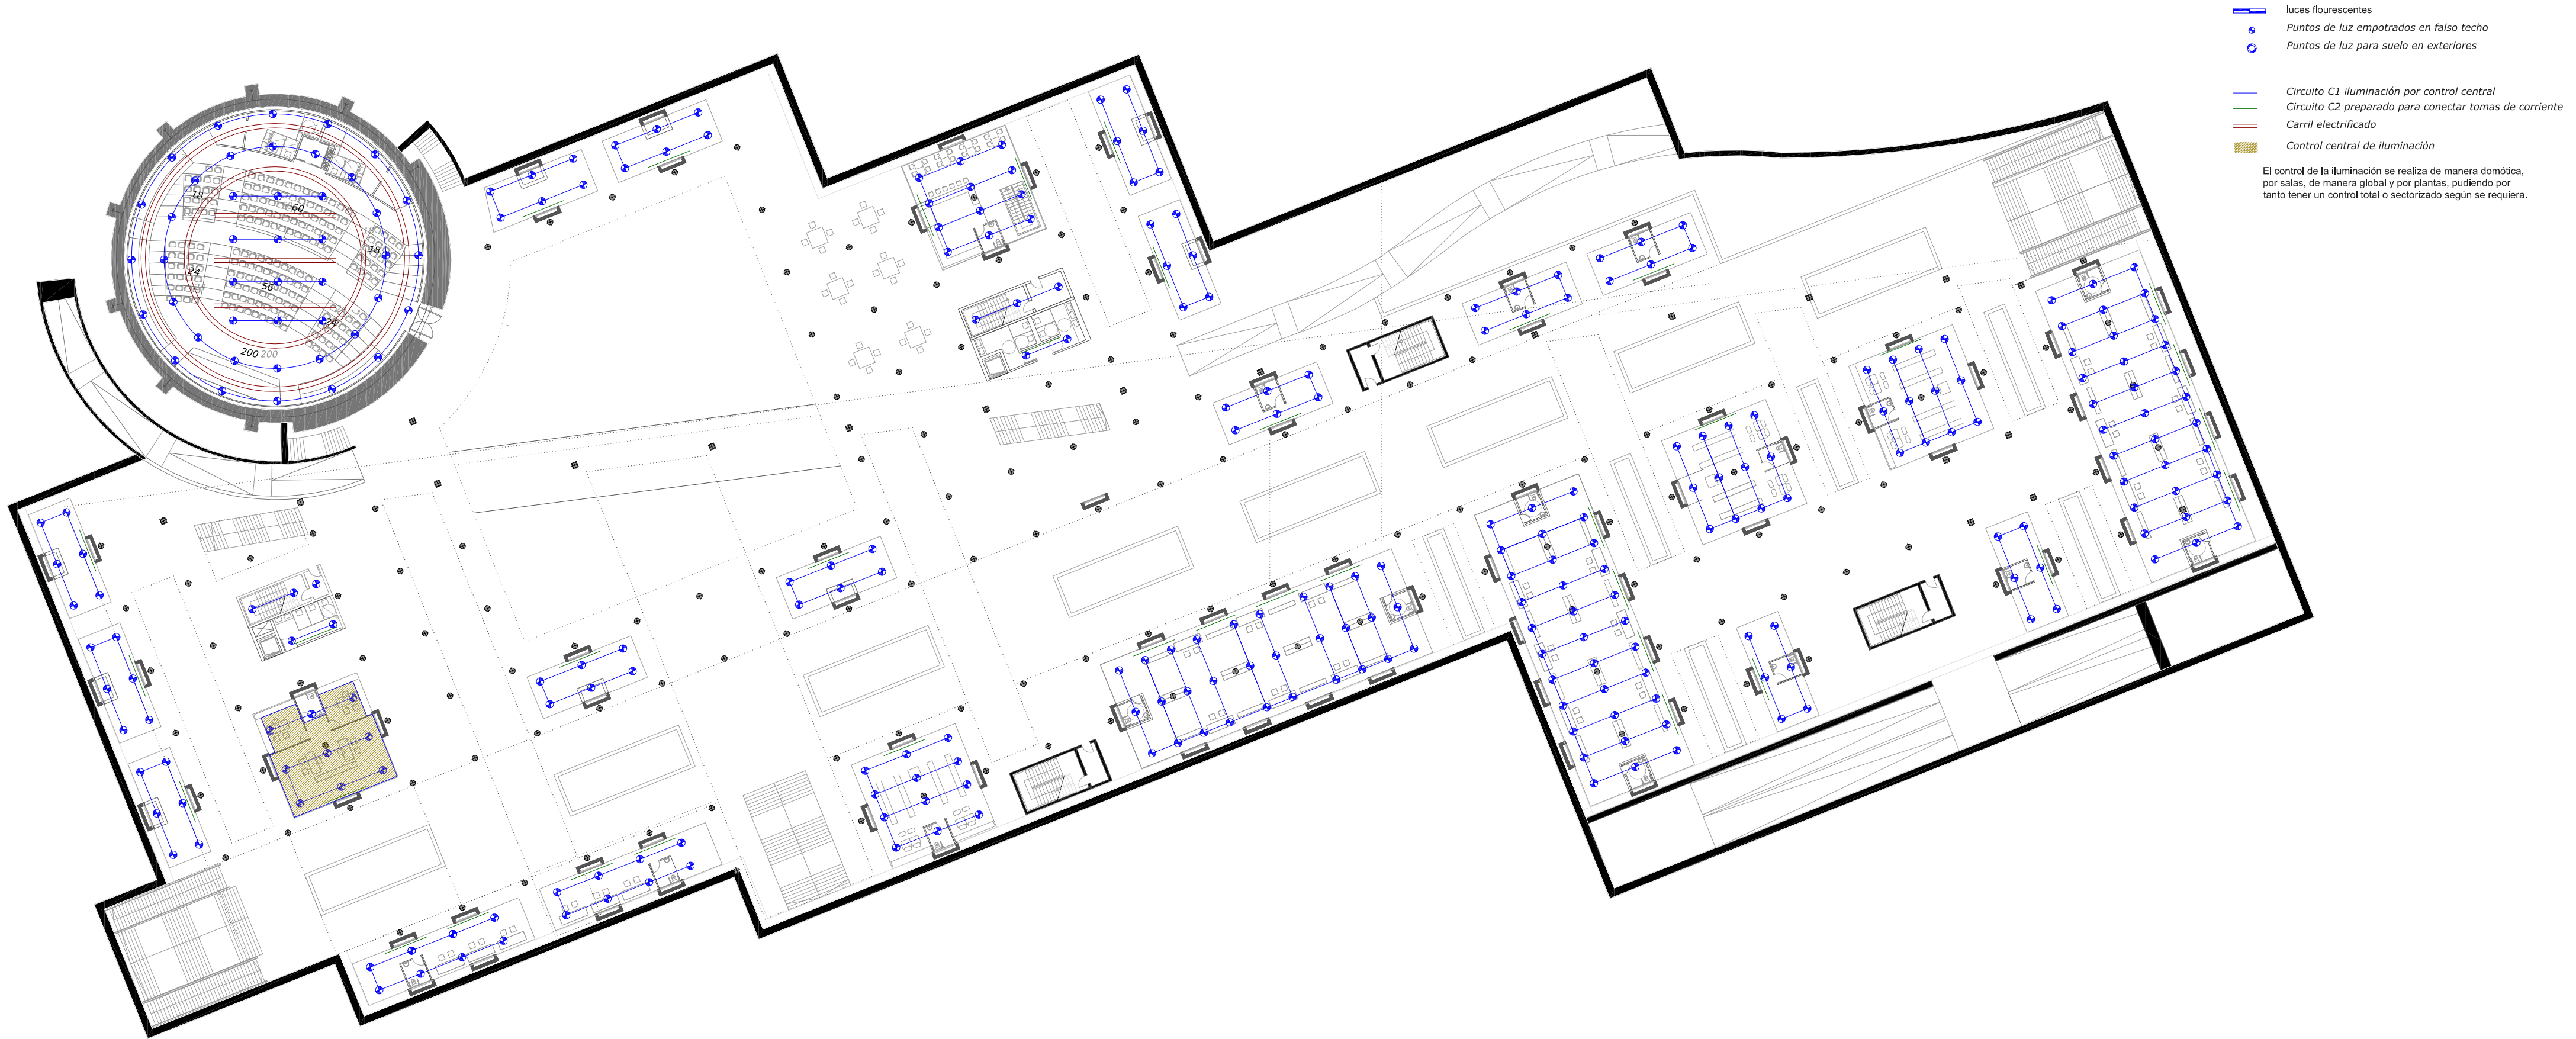 luces flourescentes
Puntos de luz empotrados en falso techo
Puntos de luz para suelo en exteriores
Circuito C1 iluminación por control central
Circuito C2 preparado para conectar tomas de corriente
Carril electrificado
Control central de iluminación
El control de la iluminación se realiza de manera domótica,
por salas, de manera global y por plantas, pudiendo por
tanto tener un control total o sectorizado según se requiera.
18
60
18
24
56
24
200 200